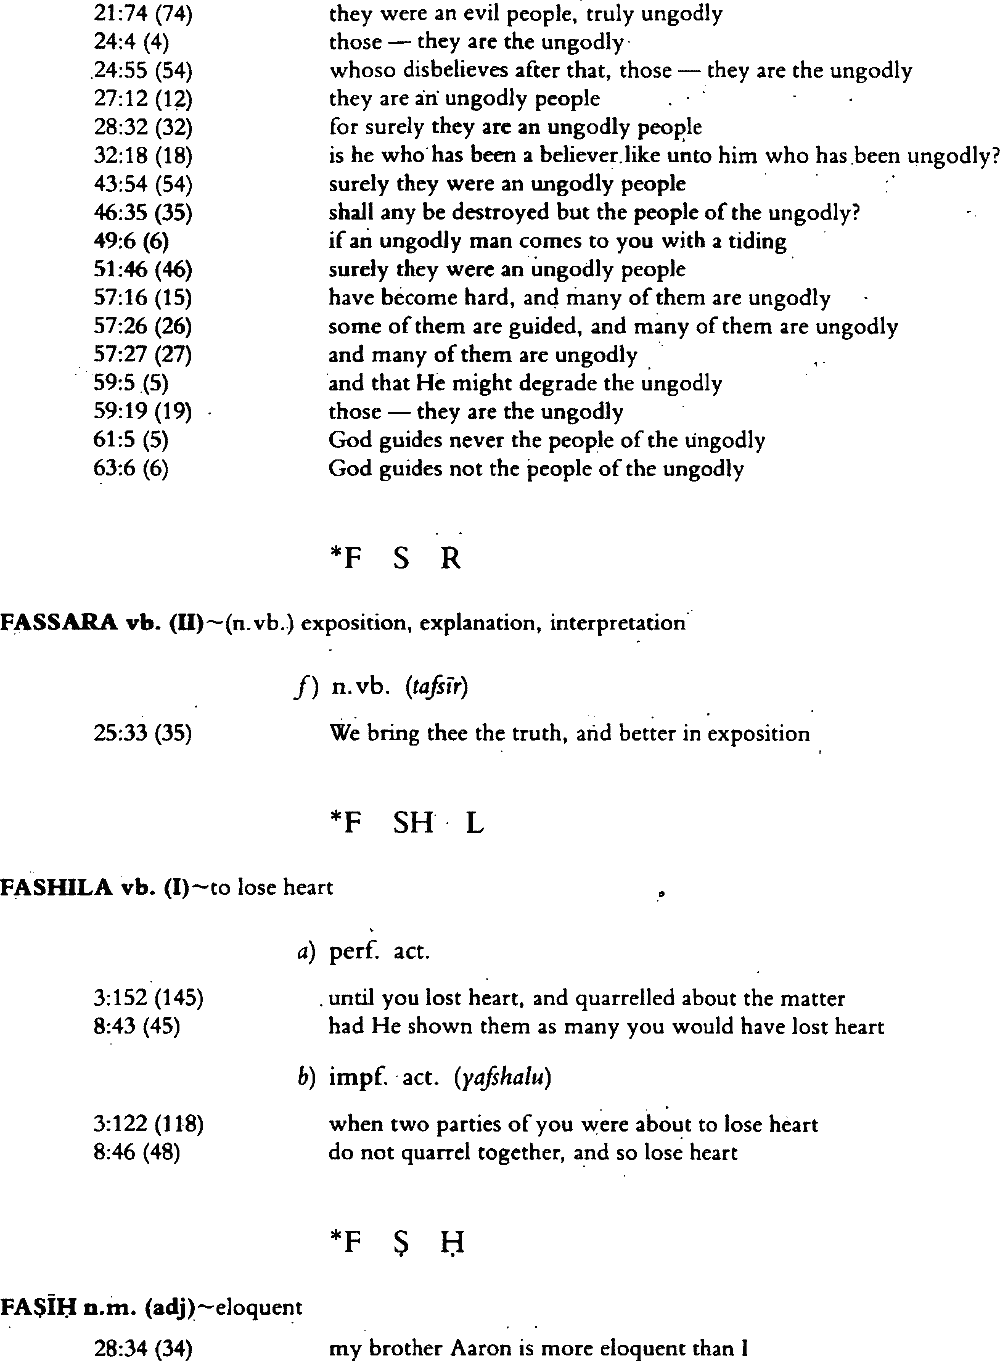 21:74 (74) they were an evil people, truly ungodly
24:4 (4) those — they are the ungodly
24:55 (54) whoso disbelieves after that, those — they are the ungodly
27:12 (12) they are an ungodly people
28:32 (32) for surely they are an ungodly people
32:18 (18) is he who has been a believer like unto him who has been ungodly?
43:54 (54) surely they were an ungodly people
46:35 (35) shall any be destroyed but the people of the ungodly?
49:6 (6) if an ungodly man comes to you with a tiding
51:46 (46) surely they were an ungodly people
57:16 (15) have become hard, and many of them are ungodly
57:26 (26) some of them are guided, and many of them are ungodly
57:27 (27) and many of them are ungodly
59:5 (5) and that He might degrade the ungodly
59:19 (19) those — they are the ungodly
61:5 (5) God guides never the people of the ungodly
63:6 (6) God guides not the people of the ungodly
*F S R
FASSARA vb. (II)~(n.vb.) exposition, explanation, interpretation
f) n.vb. (tafsīr)
25:33 (35) We bring thee the truth, and better in exposition
*F SH L
FASHILA vb. (I)~to lose heart
a) perf. act.
3:152 (145) until you lost heart, and quarrelled about the matter
8:43 (45) had He shown them as many you would have lost heart
b) impf. act. (yafshalu)
3:122 (118) when two parties of you were about to lose heart
8:46 (48) do not quarrel together, and so lose heart
*F Ṣ Ḥ
FAṢĪḤ n.m. (adj)~eloquent
28:34 (34) my brother Aaron is more eloquent than I